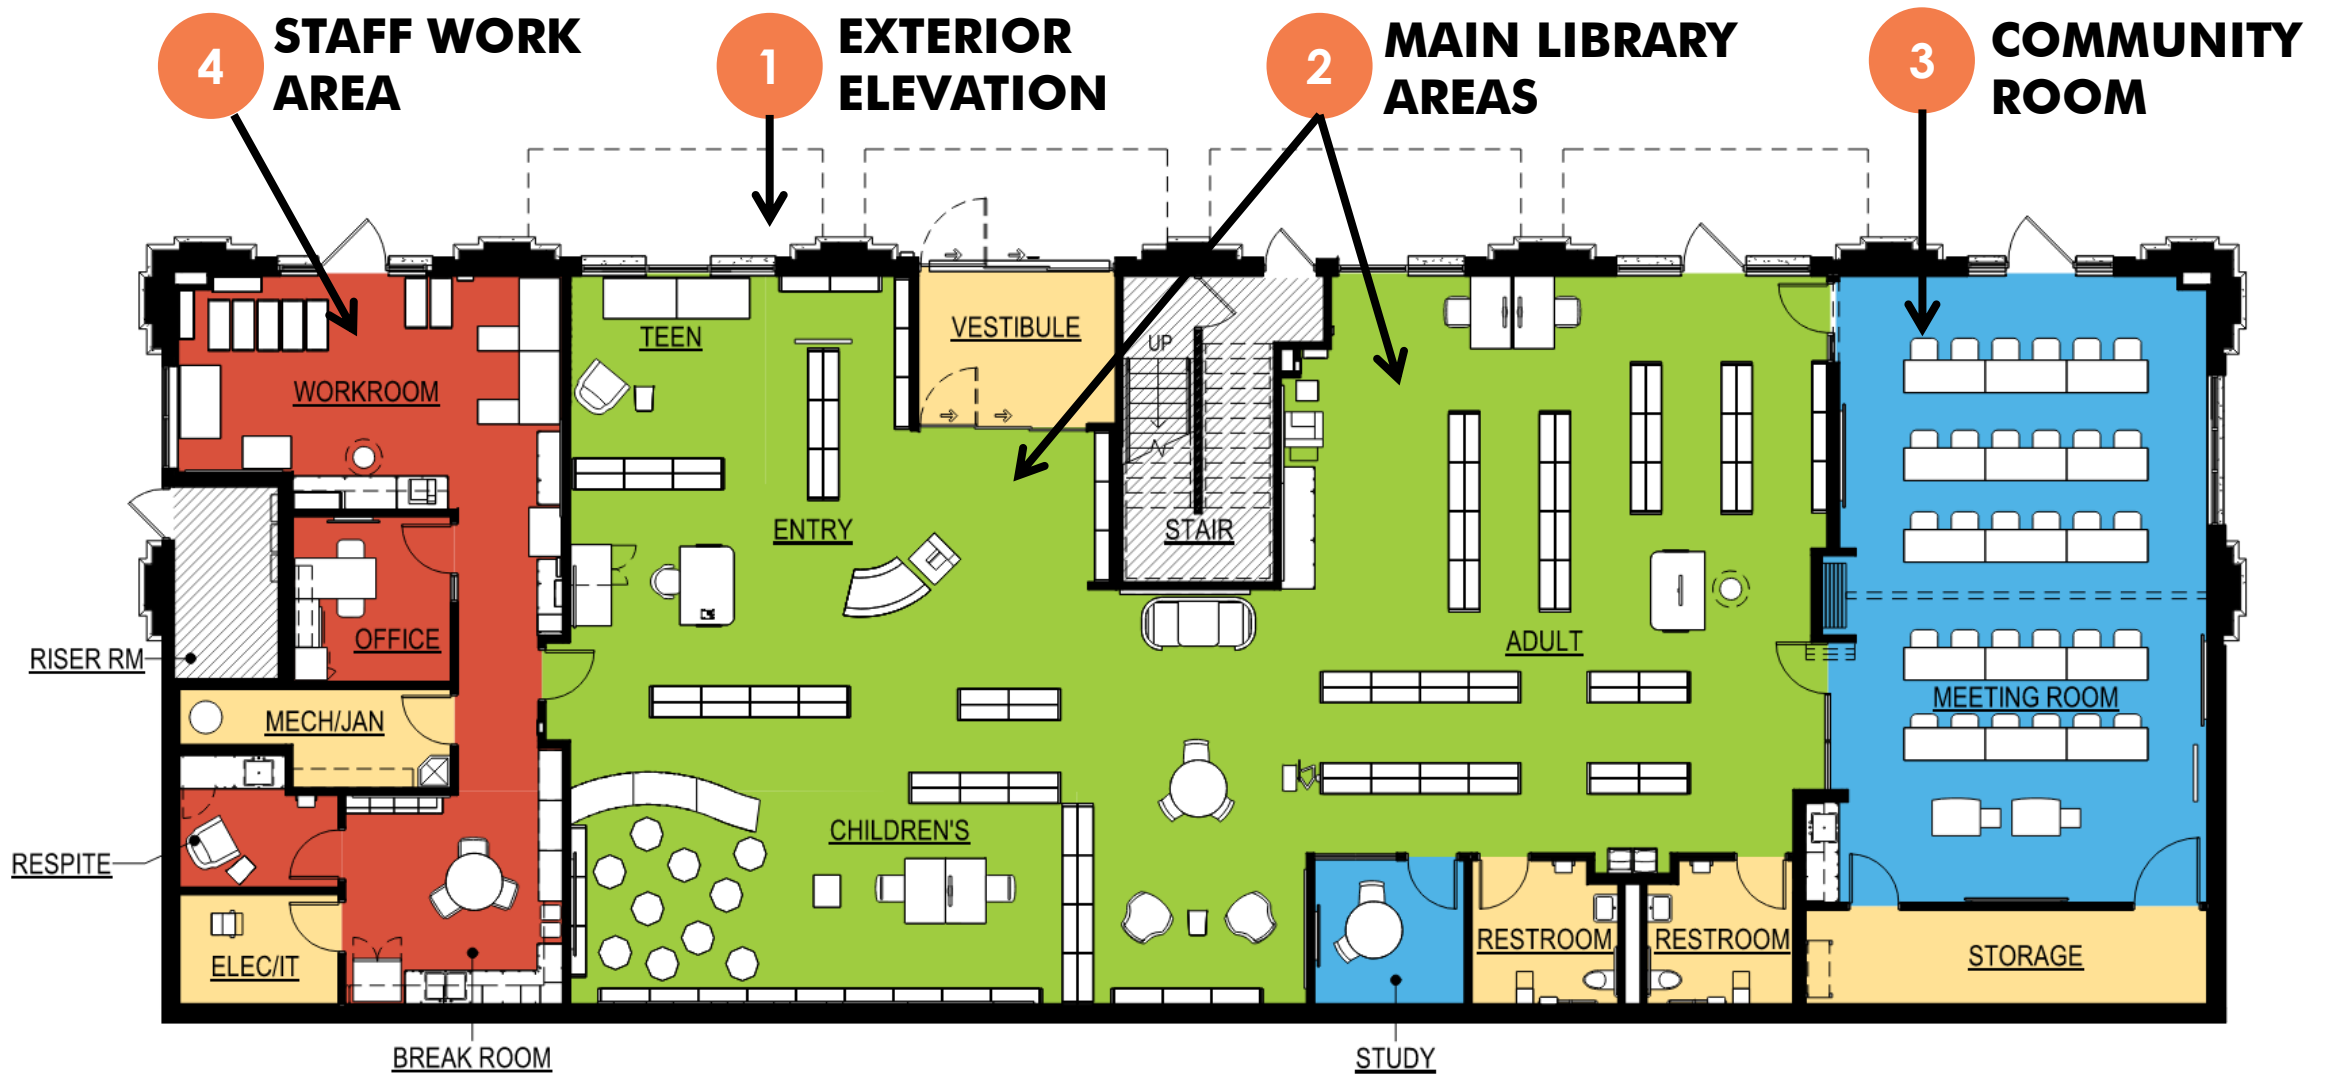 4
STAFF WORK
AREA
1
EXTERIOR
ELEVATION
2
MAIN LIBRARY
AREAS
3
COMMUNITY
ROOM
TEEN
VESTIBULE
UP
WORKROOM
ENTRY
STAIR
OFFICE
ADULT
RISER RM
MECH/JAN
MEETING ROOM
CHILDREN'S
RESPITE
RESTROOM
RESTROOM
ELEC/IT
STORAGE
BREAK ROOM
STUDY